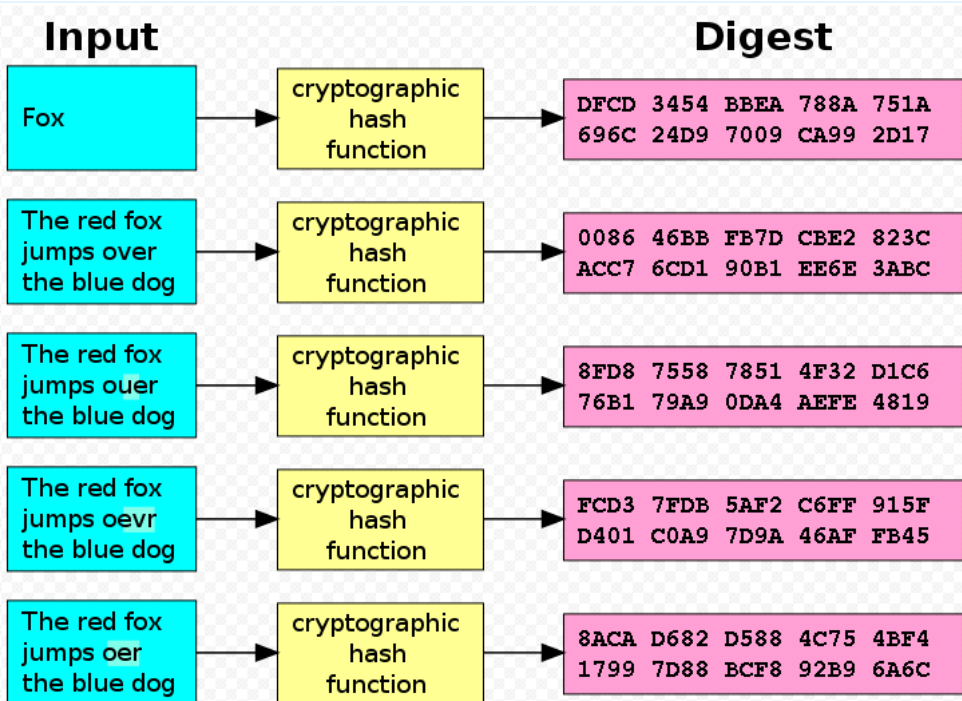 Input
Digest
Fox
cryptographic
hash
function
DFCD 3454 BBEA 788A 751A
696C 24D9 7009 CA99 2D17
The red fox
jumps over
the blue dog
cryptographic
hash
function
0086 46BB FB7D CBE2 823C
ACC7 6CD1 90B1 EE6E 3ABC
The red fox
jumps ouer
the blue dog
cryptographic
hash
function
8FD8 7558 7851 4F32 D1C6
76B1 79A9 0DA4 AEFE 4819
The red fox
jumps oevr
the blue dog
cryptographic
hash
function
FCD3 7FDB 5AF2 C6FF 915F
D401 C0A9 7D9A 46AF FB45
The red fox
jumps oer
the blue dog
cryptographic
hash
function
8ACA D682 D588 4C75 4BF4
1799 7D88 BCF8 92B9 6A6C